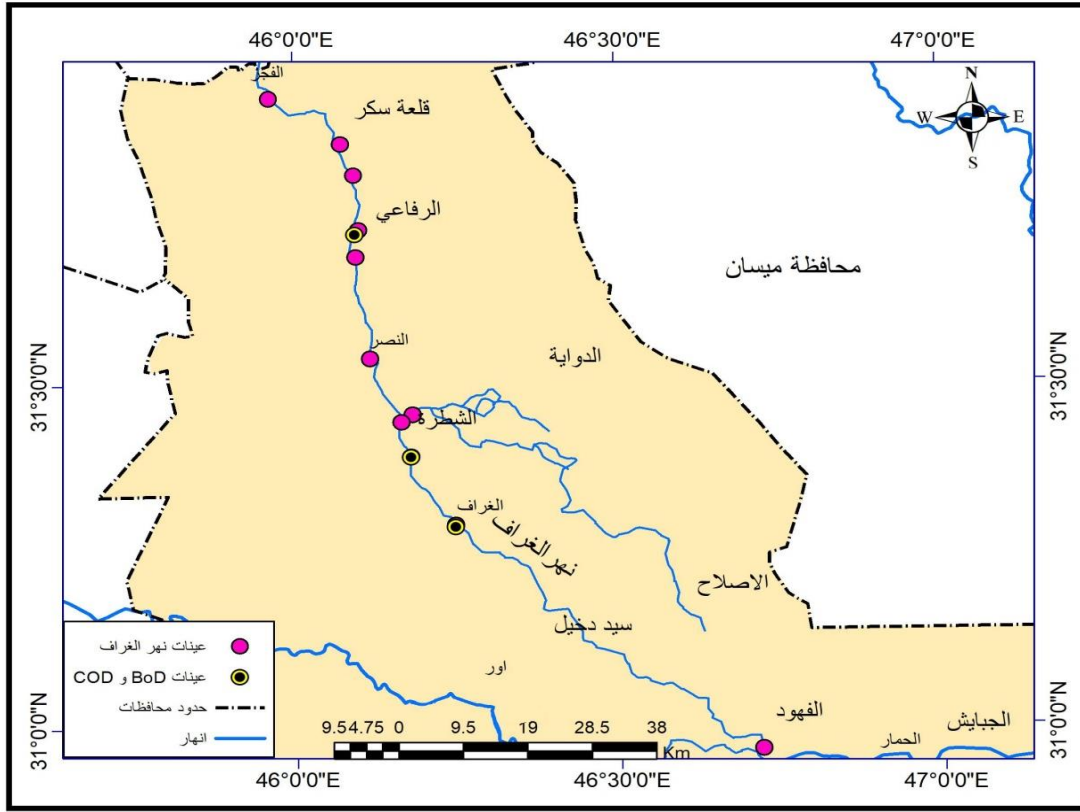 46°0'0"E
46°30'0"E
47°0'0"E
الفجر
N
قلعة سكر
W
E
S
الرفاعي
محافظة ميسان
النصر
الدواية
31°30'0"N
31°30'0"N
الشطرة
الغراف
نهر الغراف
الاصلاح
سيد دخيل
عينات نهر الغراف
عينات BoD و COD
حدود محافظات
انهار
اور
الفهود
الجبايش
الحمار
9.5 4.75 0 9.5 19 28.5 38
Km
31°0'0"N
31°0'0"N
46°0'0"E
46°30'0"E
47°0'0"E